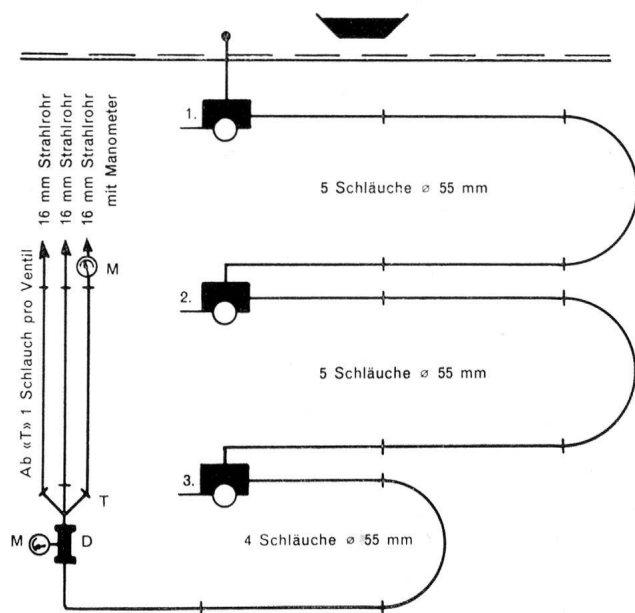 1.
5 Schläuche ø 55 mm
2.
5 Schläuche ø 55 mm
3.
4 Schläuche ø 55 mm
16 mm Strahlrohr
16 mm Strahlrohr
16 mm Strahlrohr
mit Manometer
M
Ab «T» 1 Schlauch pro Ventil
T
M
D